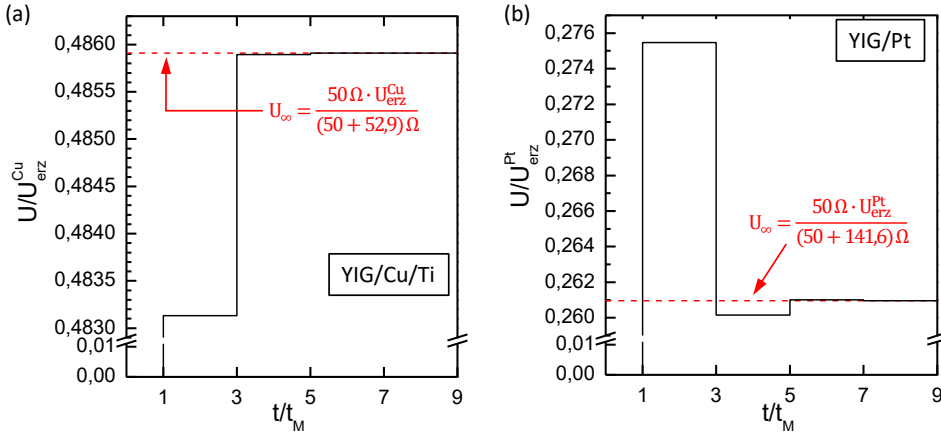 (a)
0,4860
0,4855
0,4850
0,4845
0,4840
0,4835
0,4830
0,01
0,00
U/U_erz^Cu
U_∞ = 50 Ω · U_erz^Cu / (50 + 52,9) Ω
YIG/Cu/Ti
1 3 5 7 9
t/t_M
(b)
YIG/Pt
0,276
0,274
0,272
0,270
0,268
0,266
0,264
0,262
0,260
0,01
0,00
U/U_erz^Pt
U_∞ = 50 Ω · U_erz^Pt / (50 + 141,6) Ω
1 3 5 7 9
t/t_M